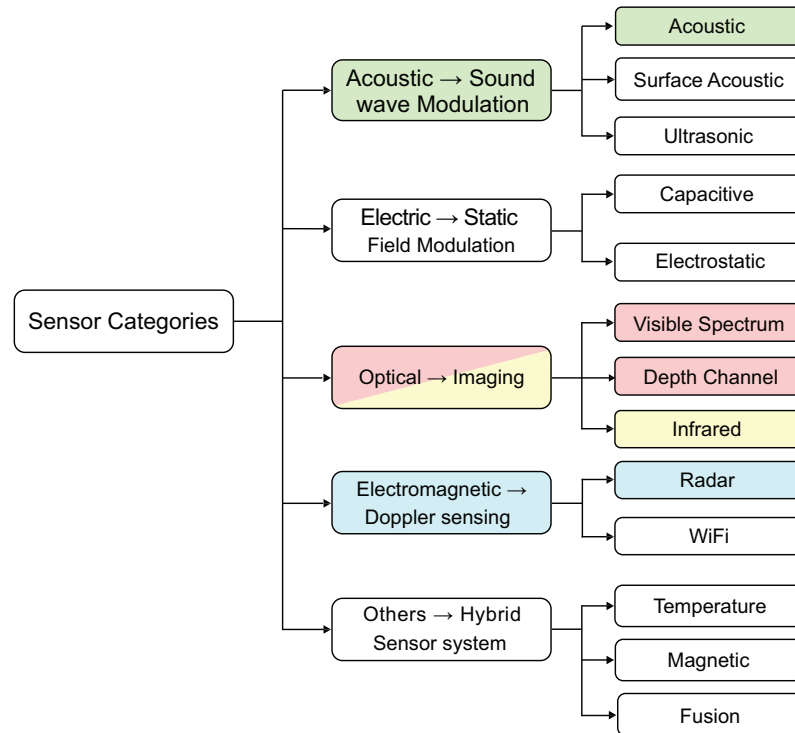 Sensor Categories
Acoustic → Sound
wave Modulation
Acoustic
Surface Acoustic
Ultrasonic
Electric → Static
Field Modulation
Capacitive
Electrostatic
Optical → Imaging
Visible Spectrum
Depth Channel
Infrared
Electromagnetic →
Doppler sensing
Radar
WiFi
Others → Hybrid
Sensor system
Temperature
Magnetic
Fusion